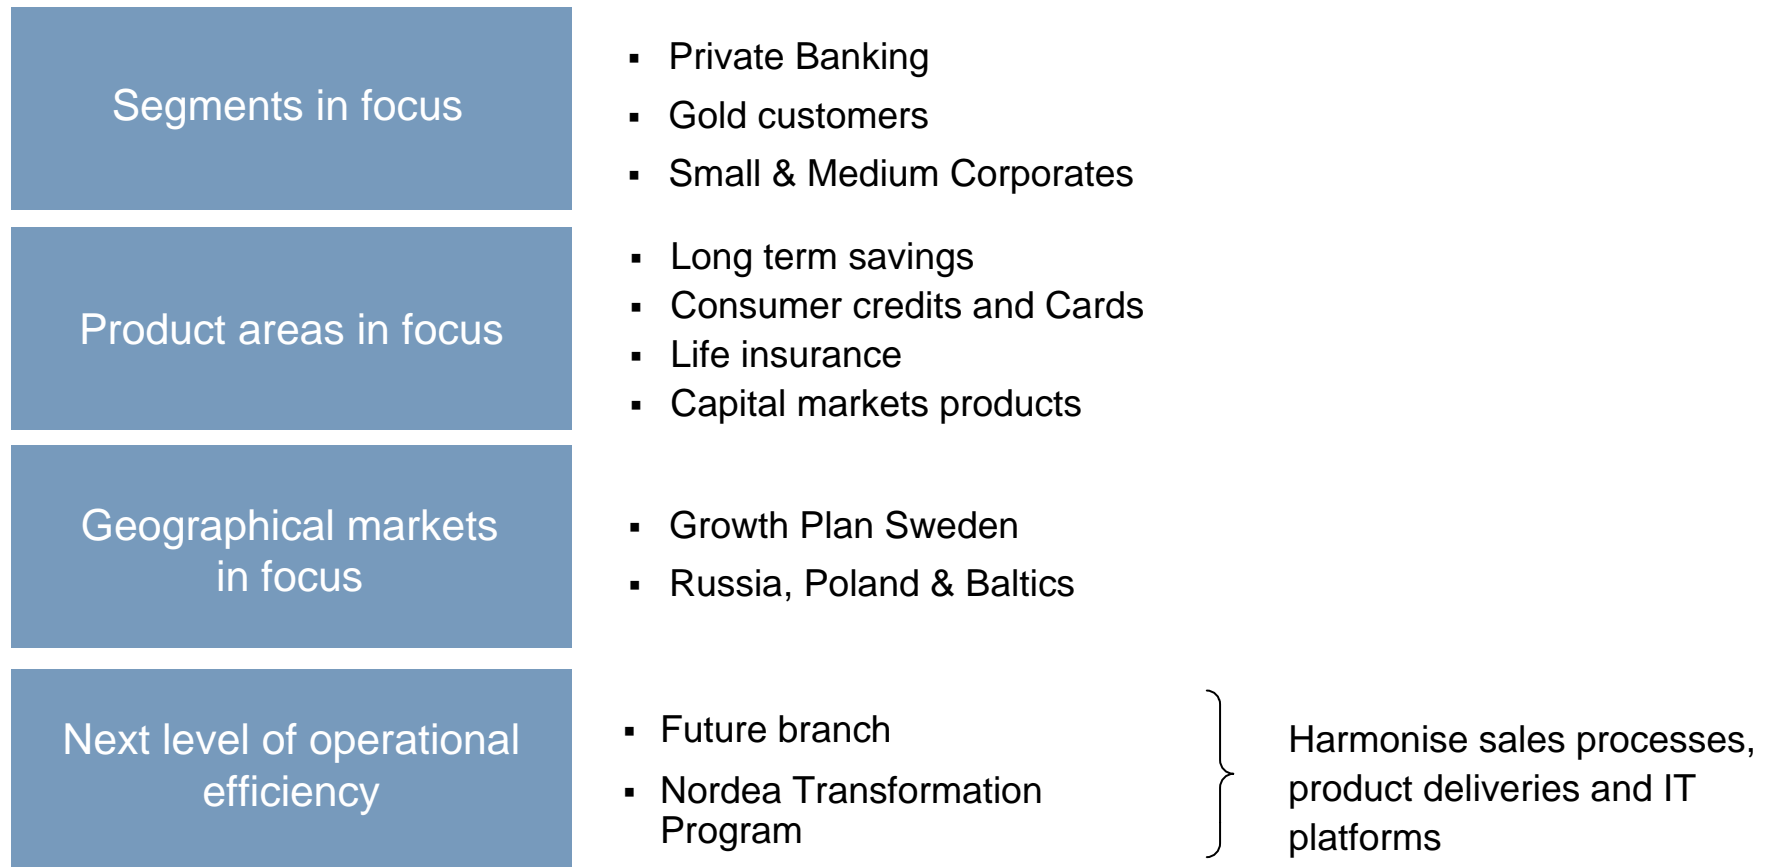 Segments in focus
▪ Private Banking
▪ Gold customers
▪ Small & Medium Corporates
Product areas in focus
▪ Long term savings
▪ Consumer credits and Cards
▪ Life insurance
▪ Capital markets products
Geographical markets
in focus
▪ Growth Plan Sweden
▪ Russia, Poland & Baltics
Next level of operational
efficiency
▪ Future branch
▪ Nordea Transformation
Program
Harmonise sales processes,
product deliveries and IT
platforms